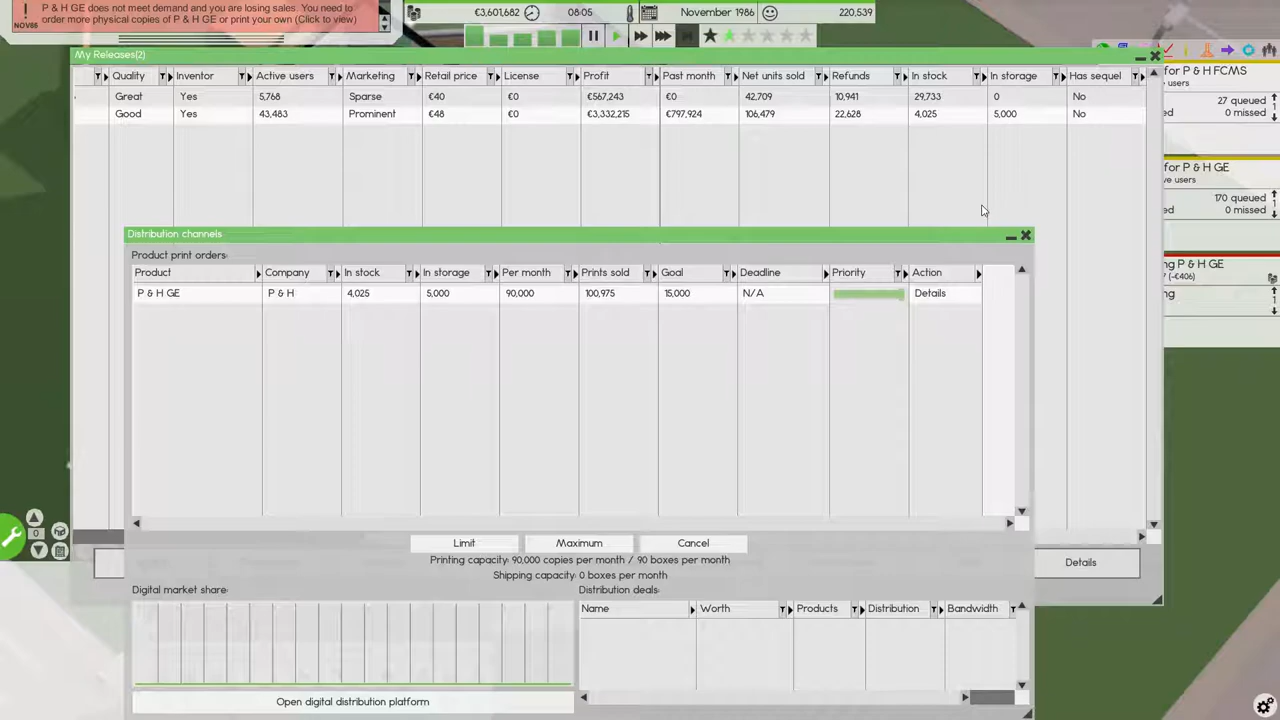 P & H GE does not meet demand and you are losing sales. You need to
order more physical copies of P & H GE or print your own (Click to view)
NOV86
€3,601,682 08:05 November 1986 220,539
My Releases(2)
Quality Inventor Active users Marketing Retail price License Profit Past month Net units sold Refunds In stock In storage Has sequel
Great Yes 5,768 Sparse €40 €0 €567,243 €0 42,709 10,941 29,733 0 No
Good Yes 43,483 Prominent €48 €0 €3,332,215 €797,924 106,479 22,628 4,025 5,000 No
for P & H FCMS
e users
27 queued
ed 0 missed
for P & H GE
ve users
170 queued
ed 0 missed
ng P & H GE
(-€406)
ng
Distribution channels
Product print orders:
Product Company In stock In storage Per month Prints sold Goal Deadline Priority Action
P & H GE P & H 4,025 5,000 90,000 100,975 15,000 N/A Details
Limit Maximum Cancel
Printing capacity: 90,000 copies per month / 90 boxes per month
Shipping capacity: 0 boxes per month
Details
0
Digital market share:
Distribution deals:
Name Worth Products Distribution Bandwidth
Open digital distribution platform